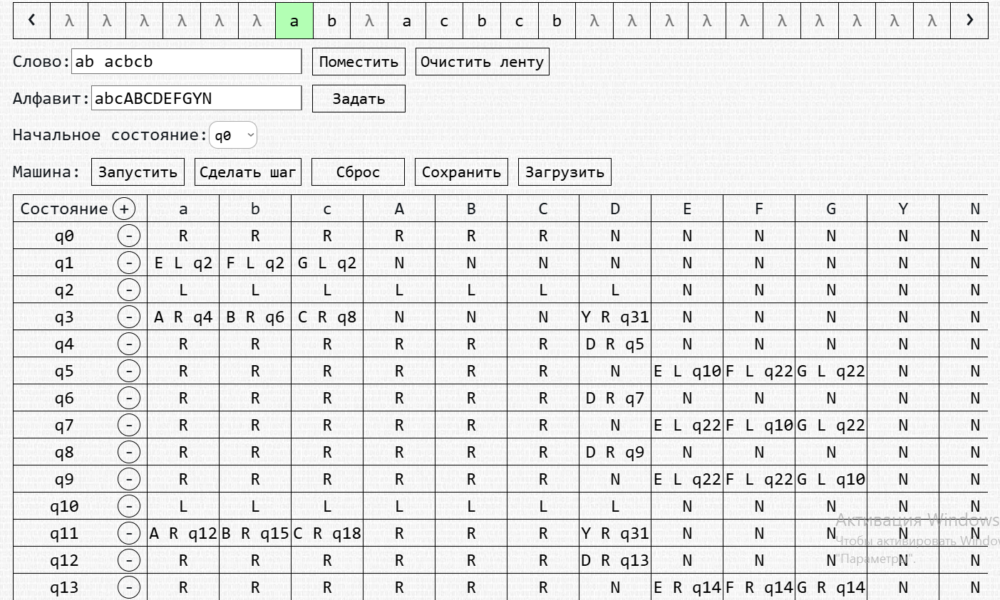 ‹ λ λ λ λ λ λ a b λ a c b c b λ λ λ λ λ λ λ λ λ λ ›
Слово: ab acbcb Поместить Очистить ленту
Алфавит: abcABCDEFGYN Задать
Начальное состояние: q0
Машина: Запустить Сделать шаг Сброс Сохранить Загрузить
Состояние + a b c A B C D E F G Y N
q0 - R R R R R R N N N N N N
q1 - E L q2 F L q2 G L q2 N N N N N N N N N
q2 - L L L L L L L N N N N N
q3 - A R q4 B R q6 C R q8 N N N Y R q31 N N N N N
q4 - R R R R R R D R q5 N N N N N
q5 - R R R R R R N E L q10 F L q22 G L q22 N N
q6 - R R R R R R D R q7 N N N N N
q7 - R R R R R R N E L q22 F L q10 G L q22 N N
q8 - R R R R R R D R q9 N N N N N
q9 - R R R R R R N E L q22 F L q22 G L q10 N N
q10 - L L L L L L L N N N N N
q11 - A R q12 B R q15 C R q18 R R R Y R q31 N N N N N
q12 - R R R R R R D R q13 N N N N N
q13 - R R R R R R N E R q14 F R q14 G R q14 N N
Активация Windows
Чтобы активировать Windo
"Параметры".